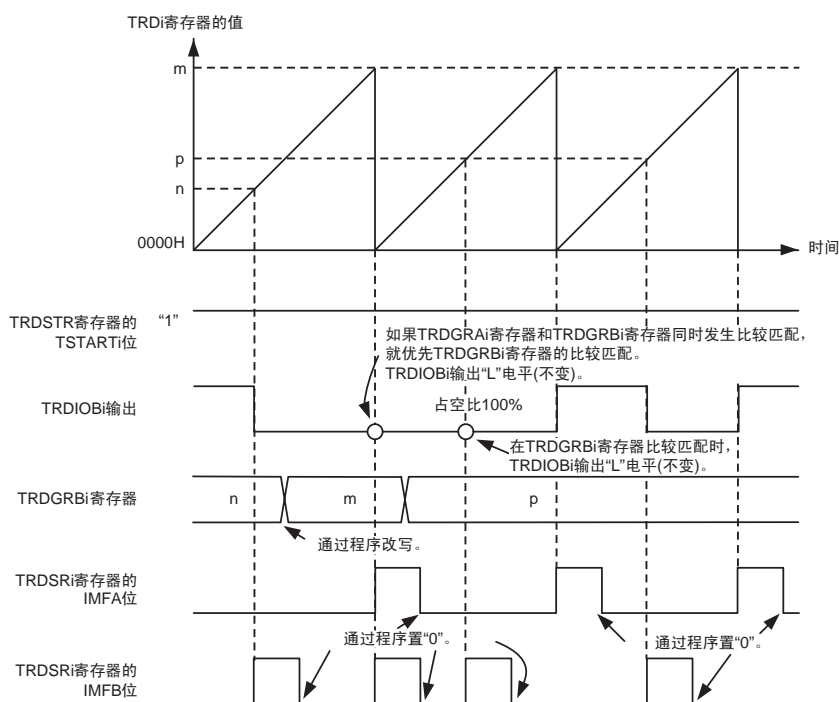 TRDi寄存器的值
m
p
n
0000H
时间
TRDSTR寄存器的
TSTARTi位
“1”
如果TRDGRAi寄存器和TRDGRBi寄存器同时发生比较匹配,
就优先TRDGRBi寄存器的比较匹配。
TRDIOBi输出“L”电平(不变)。
TRDIOBi输出
占空比100%
在TRDGRBi寄存器比较匹配时,
TRDIOBi输出“L”电平(不变)。
TRDGRBi寄存器
n
m
p
通过程序改写。
TRDSRi寄存器的
IMFA位
通过程序置“0”。
通过程序置“0”。
TRDSRi寄存器的
IMFB位